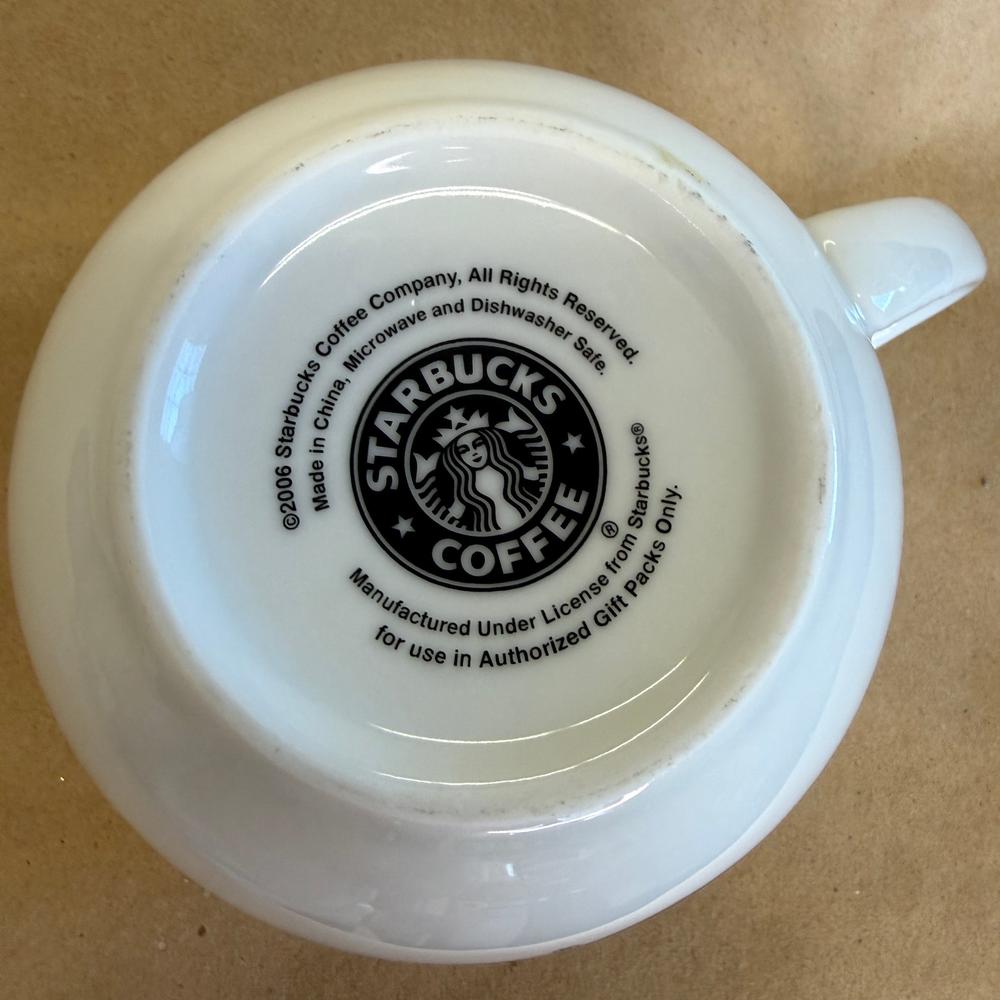 ©2006 Starbucks Coffee Company, All Rights Reserved.
Made in China, Microwave and Dishwasher Safe.
STARBUCKS
COFFEE
®
Manufactured Under License from Starbucks®
for use in Authorized Gift Packs Only.